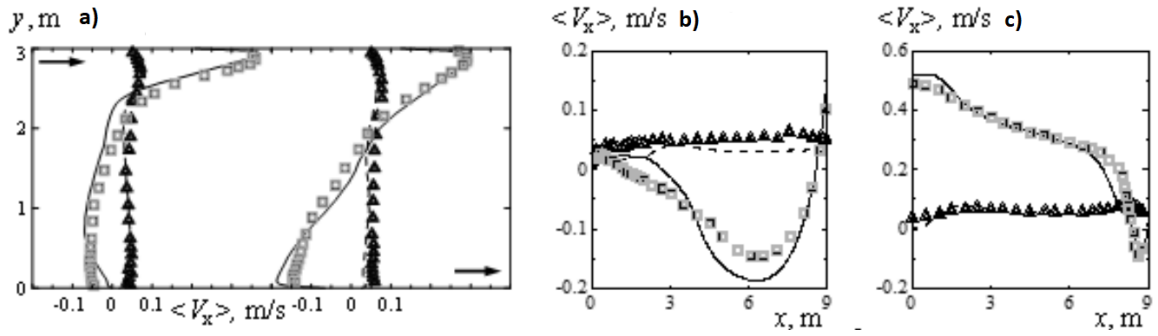 y, m a)
3
2
1
0
-0.1 0 0.1 <Vx>, m/s -0.1 0 0.1
<Vx>, m/s b)
0.2
0.1
0
-0.1
-0.2
0 3 6 9
x, m
<Vx>, m/s c)
0.6
0.4
0.2
0
-0.2
0 3 6 9
x, m